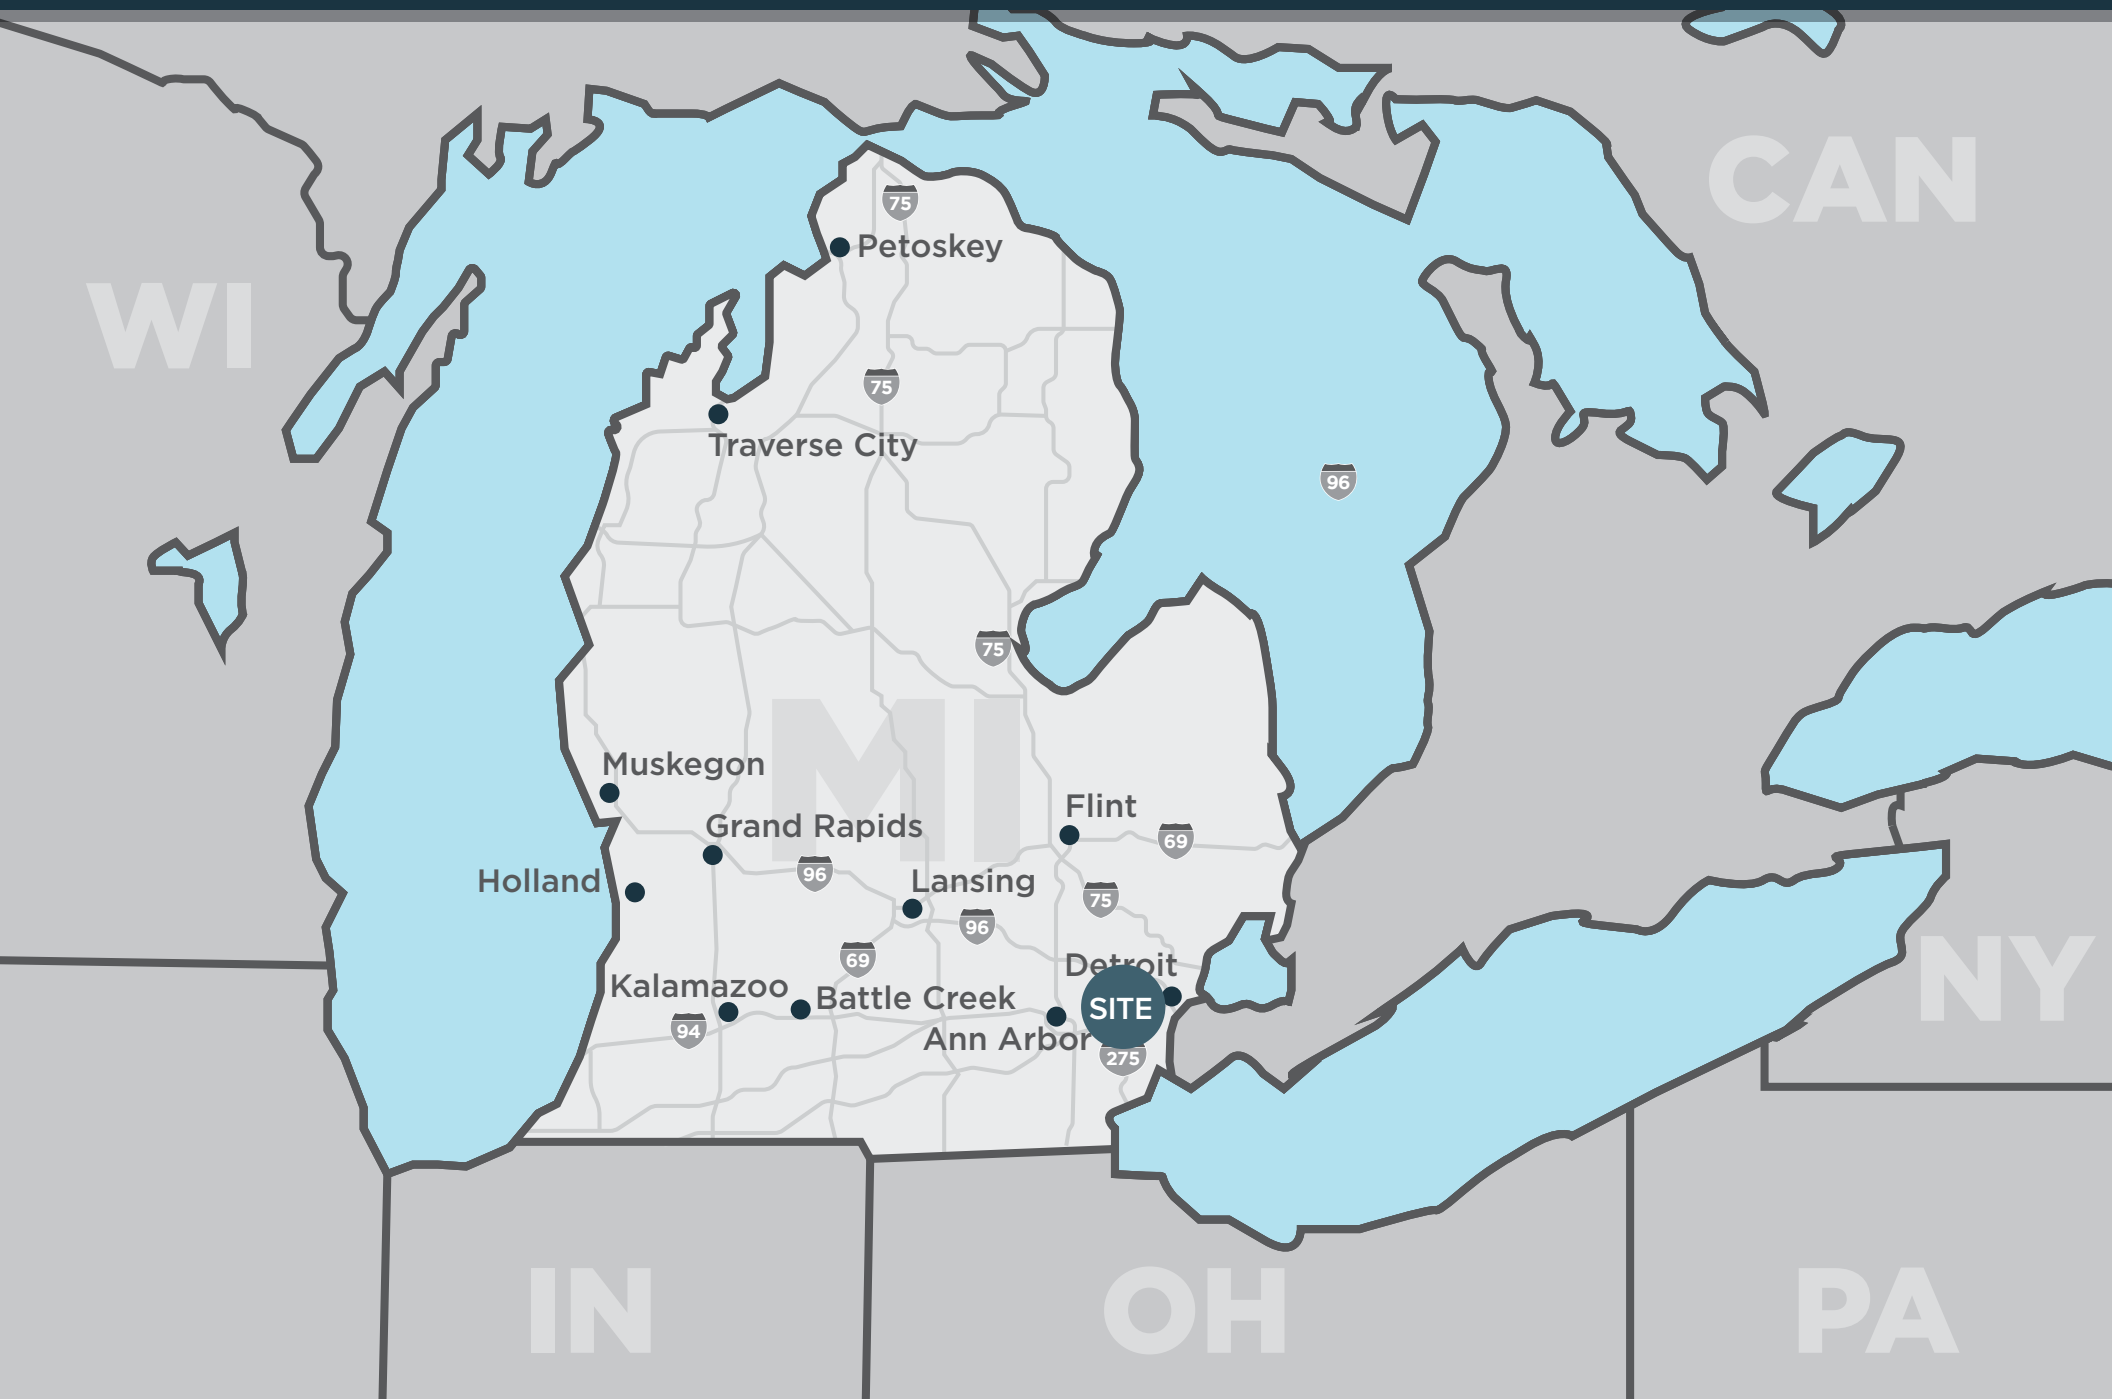 CAN
75
Petoskey
WI
75
Traverse City
96
75
MI
Muskegon
Flint
Grand Rapids
69
96
Holland
Lansing
75
96
NY
69
Detroit
Kalamazoo
Battle Creek
SITE
94
Ann Arbor
275
IN
OH
PA